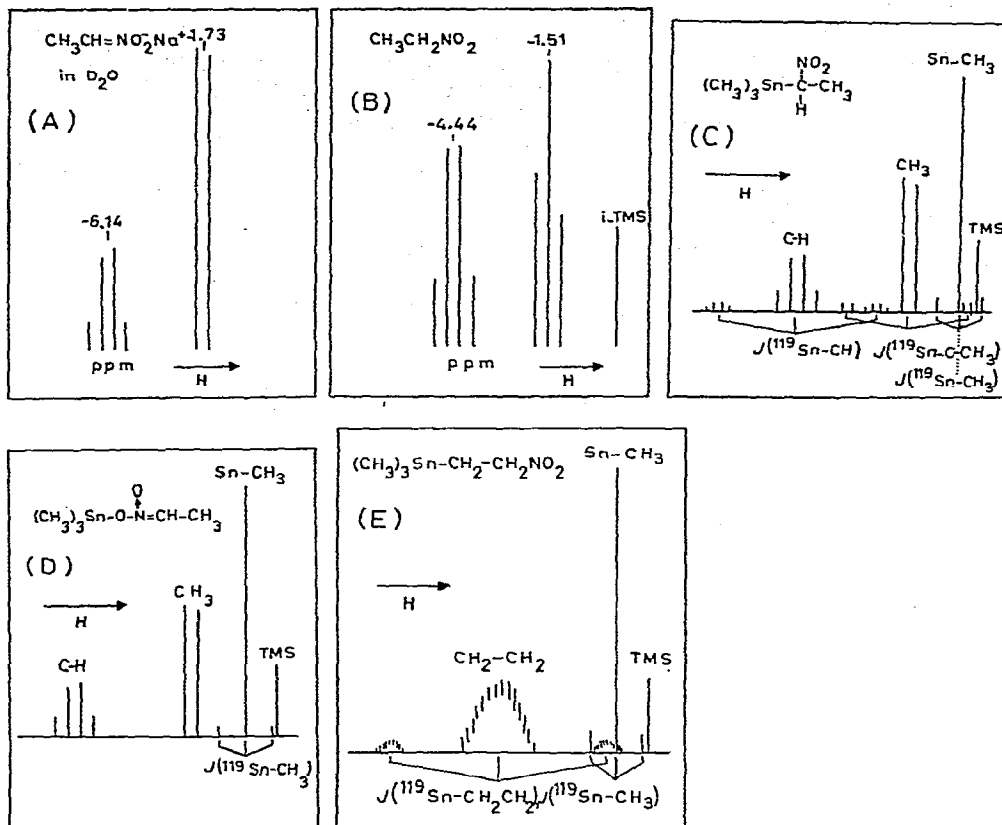 CH₃CH=NO₂⁻Na⁺
-1.73
in D₂O
(A)
-6.14
ppm
H
CH₃CH₂NO₂
-1.51
(B)
-4.44
i-TMS
ppm
H
Sn-CH₃
NO₂
(CH₃)₃Sn-C-CH₃
H
(C)
H
CH₃
C-H
TMS
J(¹¹⁹Sn-CH)
J(¹¹⁹Sn-C-CH₃)
J(¹¹⁹Sn-CH₃)
Sn-CH₃
O
(CH₃)₃Sn-O-N=CH-CH₃
(D)
H
CH₃
C-H
TMS
J(¹¹⁹Sn-CH₃)
(CH₃)₃Sn-CH₂-CH₂NO₂
Sn-CH₃
(E)
H
CH₂-CH₂
TMS
J(¹¹⁹Sn-CH₂CH₂),J(¹¹⁹Sn-CH₃)